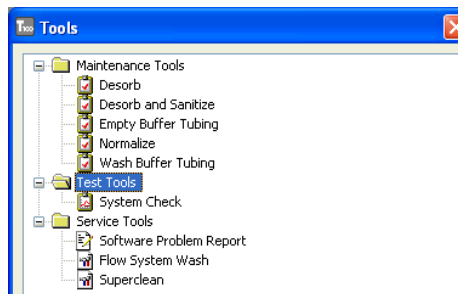 T100 Tools
Maintenance Tools
Desorb
Desorb and Sanitize
Empty Buffer Tubing
Normalize
Wash Buffer Tubing
Test Tools
System Check
Service Tools
Software Problem Report
Flow System Wash
Superclean